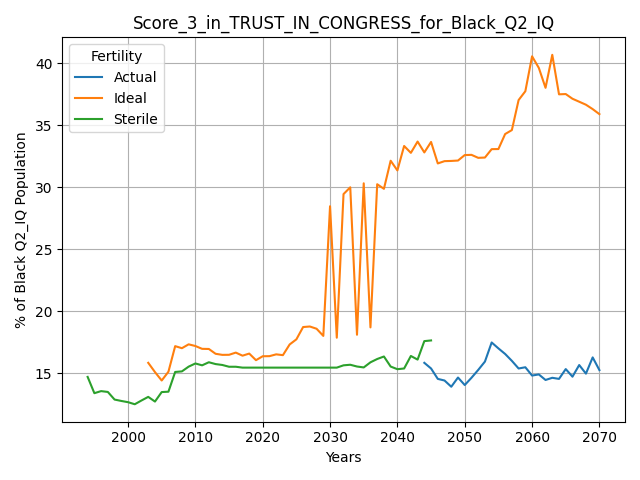 Score_3_in_TRUST_IN_CONGRESS_for_Black_Q2_IQ
Fertility
Actual
Ideal
Sterile
% of Black Q2_IQ Population
40
35
30
25
20
15
2000
2010
2020
2030
2040
2050
2060
2070
Years